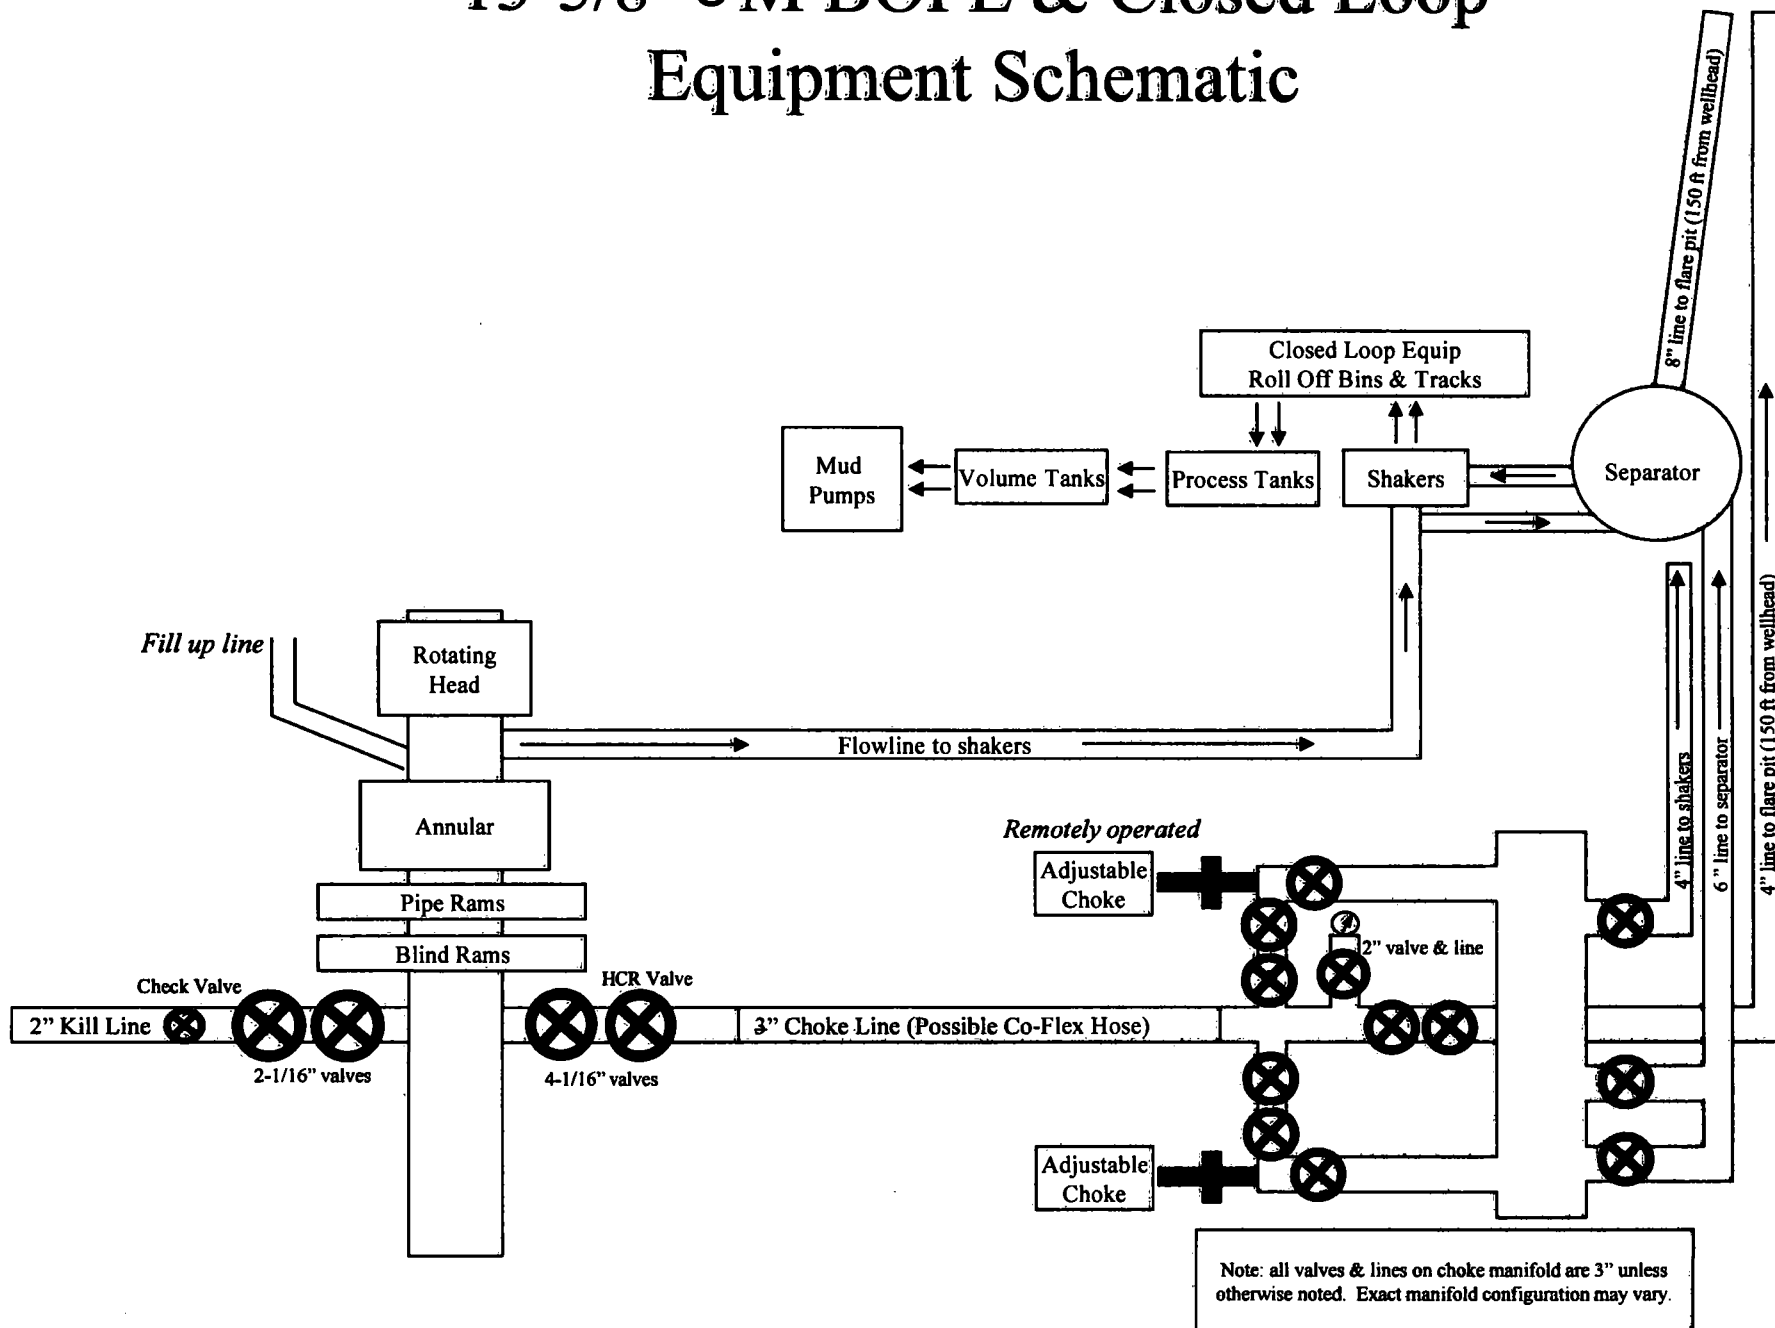 BOPE & Closed Loop
Equipment Schematic
8" line to flare pit (150 ft from wellhead)
Closed Loop Equip
Roll Off Bins & Tracks
Mud
Pumps
Volume Tanks
Process Tanks
Shakers
Separator
Fill up line
Rotating
Head
Flowline to shakers
Annular
Pipe Rams
Blind Rams
Check Valve
HCR Valve
2" Kill Line
3" Choke Line (Possible Co-Flex Hose)
2-1/16" valves
4-1/16" valves
Remotely operated
Adjustable
Choke
2" valve & line
Adjustable
Choke
4" line to shakers
6" line to separator
4" line to flare pit (150 ft from wellhead)
Note: all valves & lines on choke manifold are 3" unless
otherwise noted. Exact manifold configuration may vary.